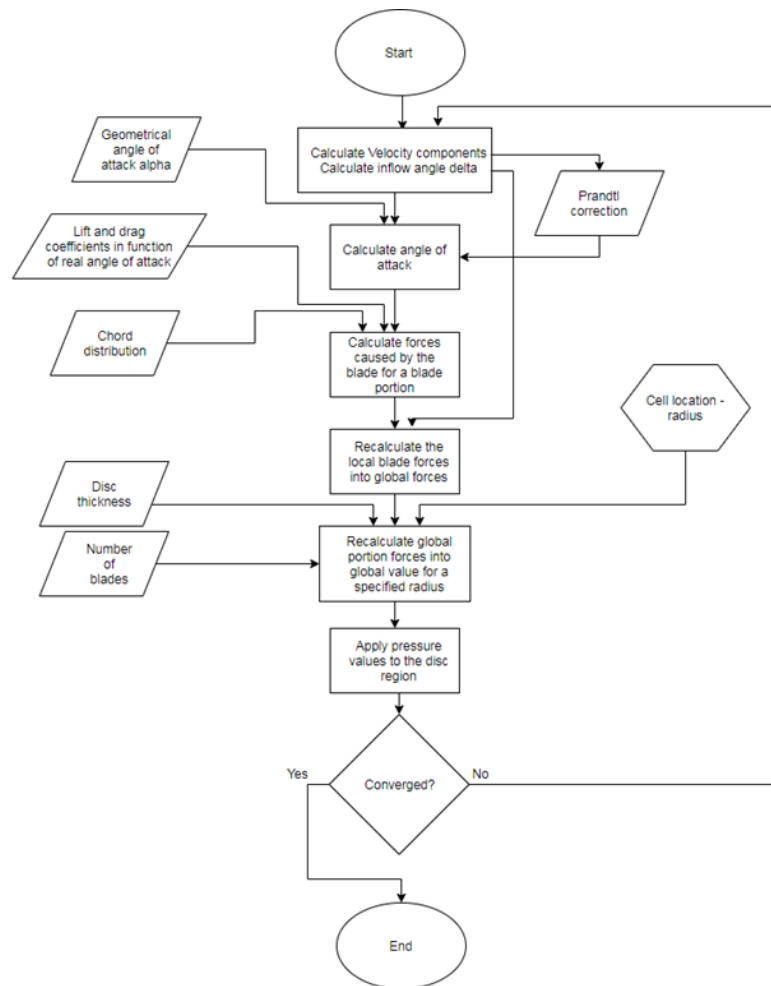 Start
Geometrical
angle of
attack alpha
Calculate Velocity components
Calculate inflow angle delta
Prandtl
correction
Lift and drag
coefficients in function
of real angle of attack
Calculate angle of
attack
Chord
distribution
Calculate forces
caused by the
blade for a blade
portion
Cell location -
radius
Recalculate the
local blade forces
into global forces
Disc
thickness
Number
of
blades
Recalculate global
portion forces into
global value for a
specified radius
Apply pressure
values to the disc
region
Yes
Converged?
No
End